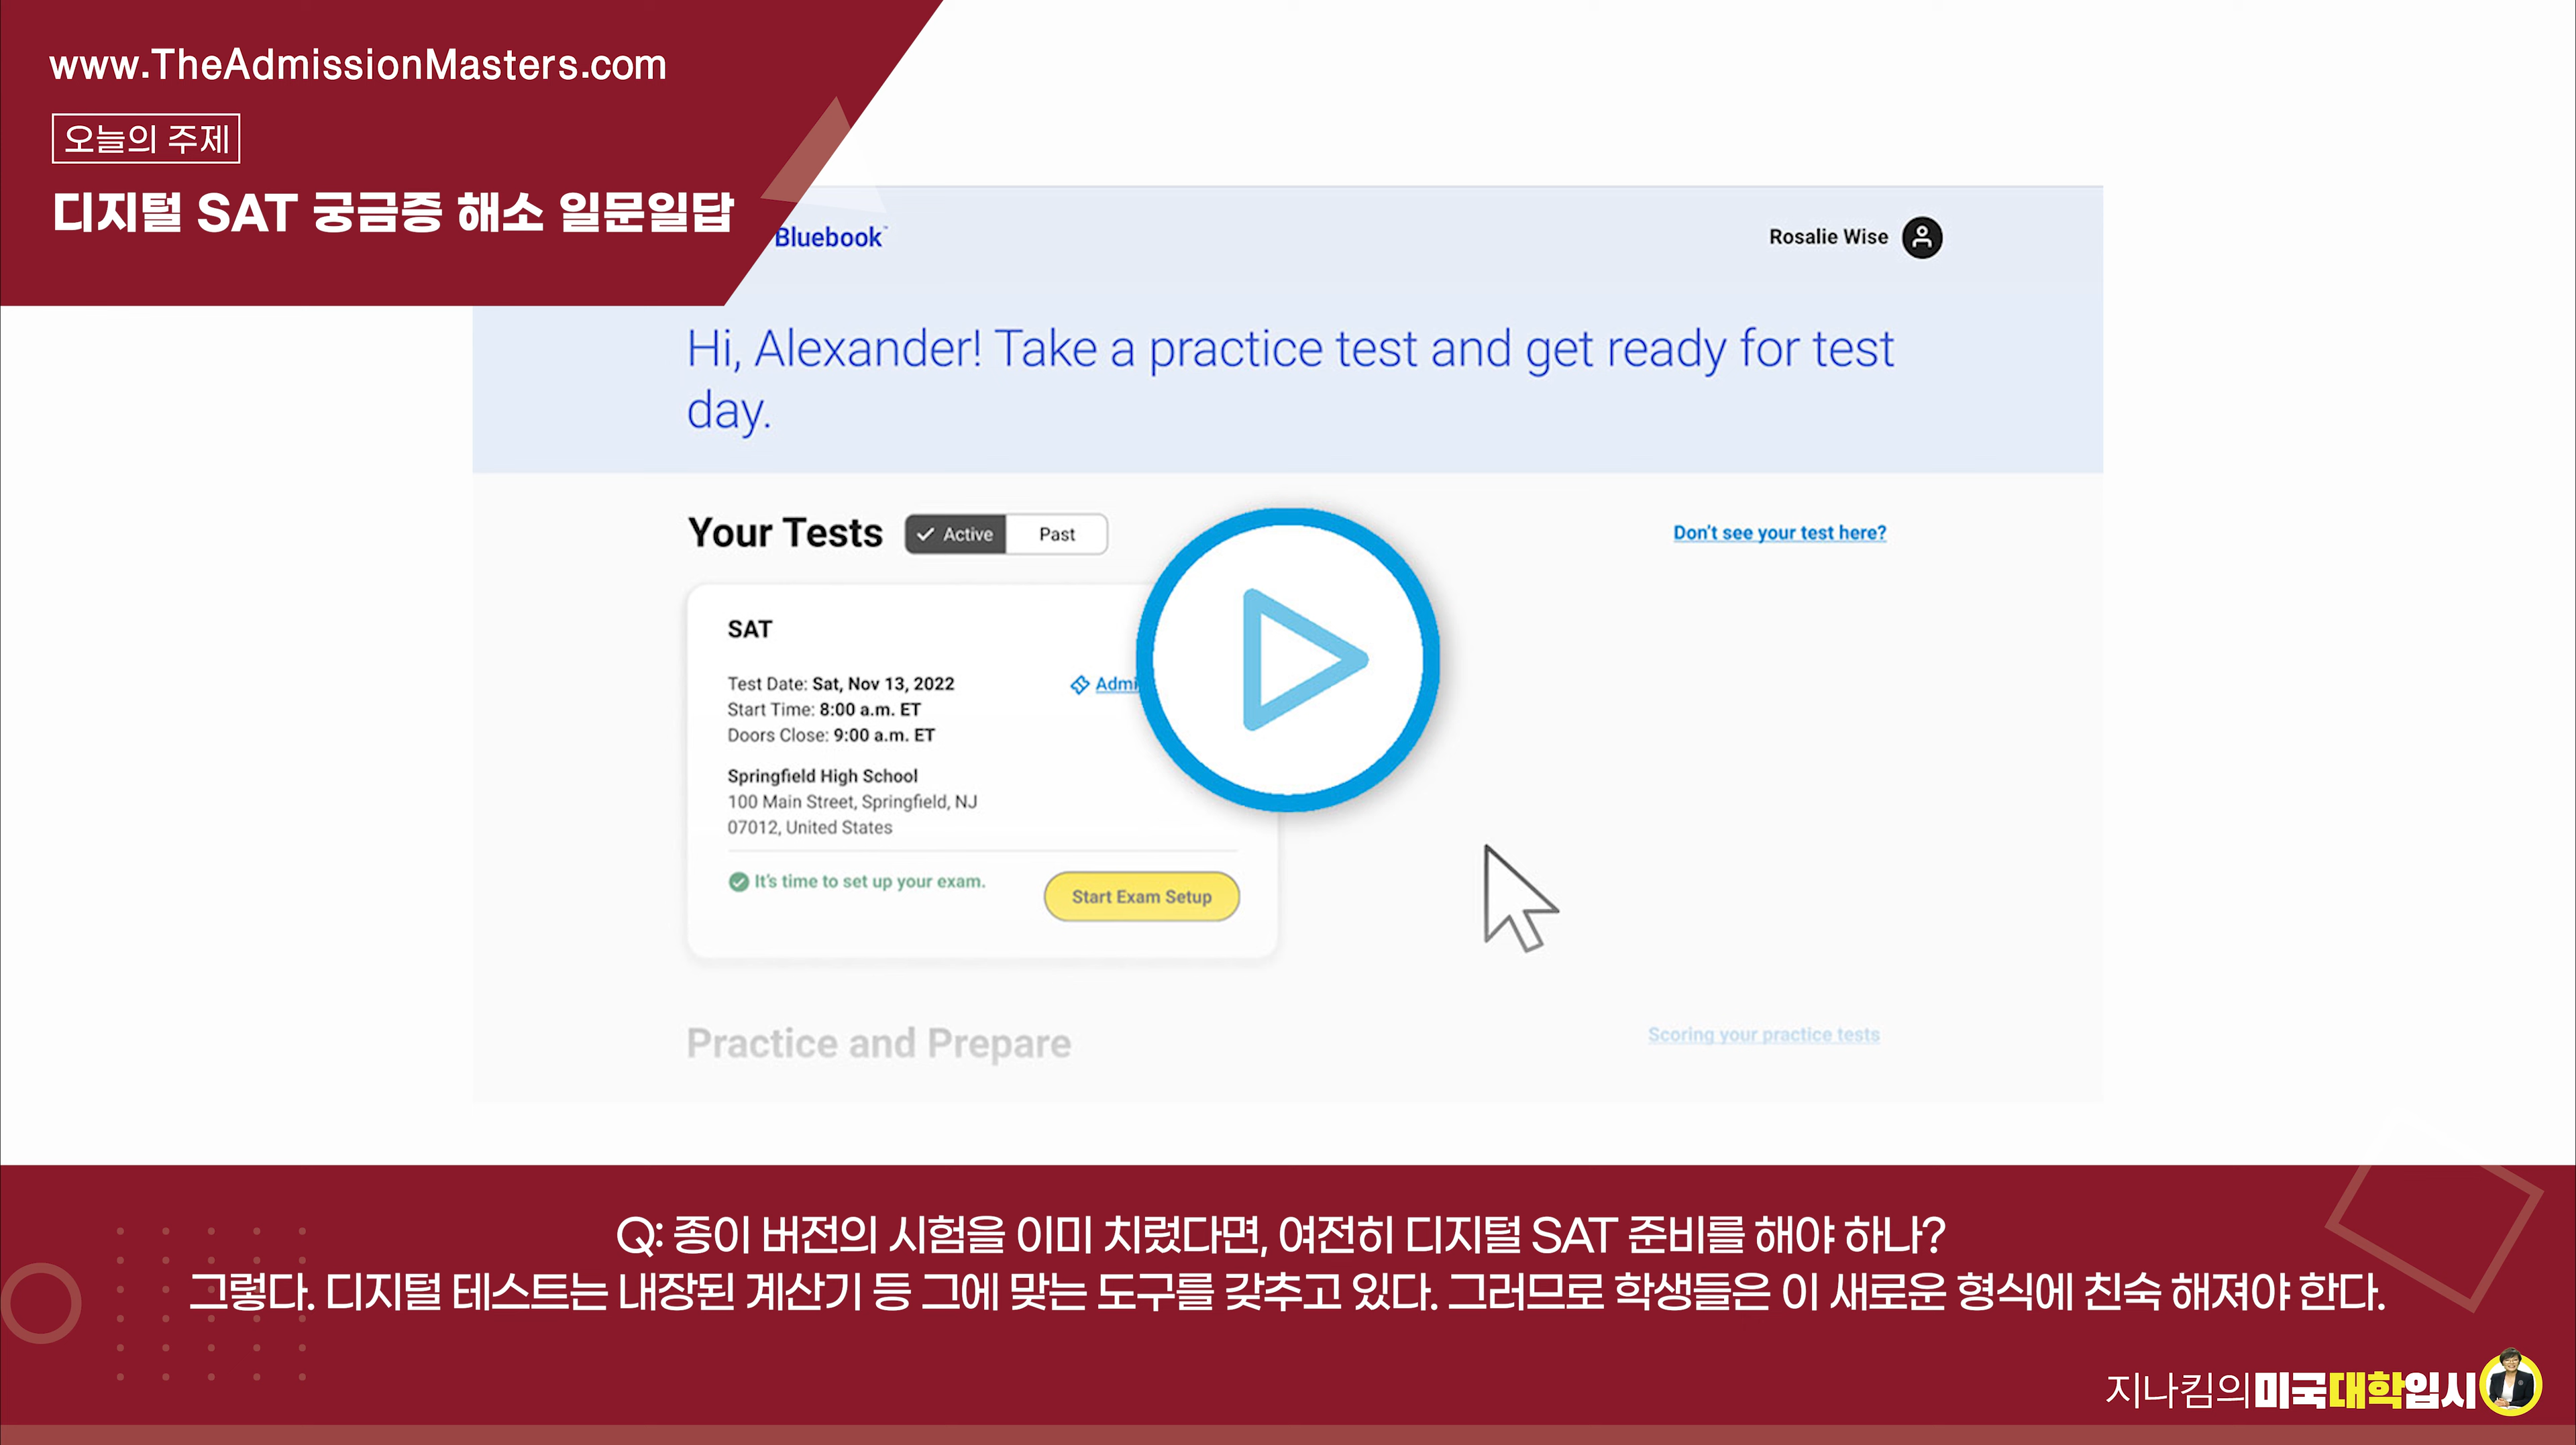 www.TheAdmissionMasters.com
오늘의 주제
디지털 SAT 궁금증 해소 일문일답
Bluebook™
Rosalie Wise
Hi, Alexander! Take a practice test and get ready for test
day.
Your Tests
Active
Past
Don't see your test here?
SAT
Test Date: Sat, Nov 13, 2022
Start Time: 8:00 a.m. ET
Doors Close: 9:00 a.m. ET
Springfield High School
100 Main Street, Springfield, NJ
07012, United States
It's time to set up your exam.
Start Exam Setup
Practice and Prepare
Scoring your practice tests
Q: 종이 버전의 시험을 이미 치렀다면, 여전히 디지털 SAT 준비를 해야 하나?
그렇다. 디지털 테스트는 내장된 계산기 등 그에 맞는 도구를 갖추고 있다. 그러므로 학생들은 이 새로운 형식에 친숙 해져야 한다.
지나킴의미국대학입시